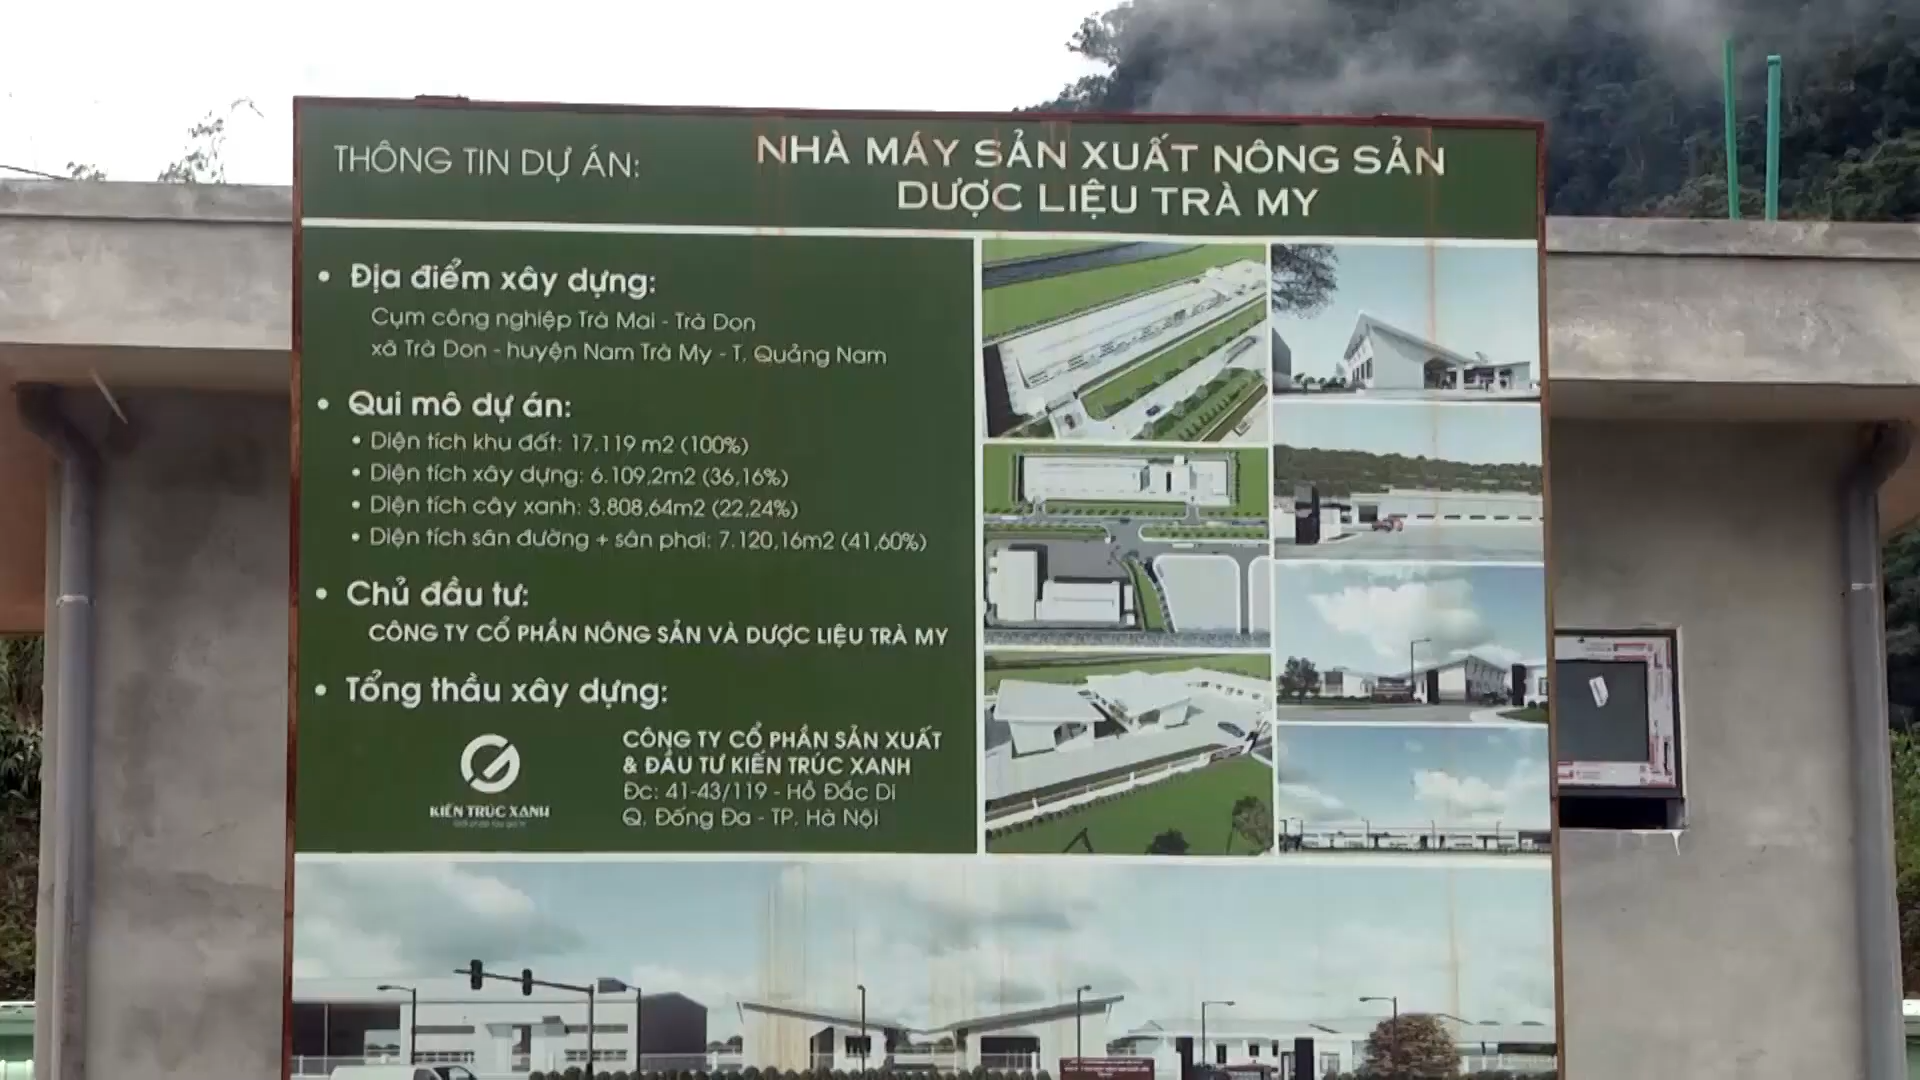 THÔNG TIN DỰ ÁN:
NHÀ MÁY SẢN XUẤT NÔNG SẢN
DƯỢC LIỆU TRÀ MY
• Địa điểm xây dựng:
Cụm công nghiệp Trà Mai - Trà Don
xã Trà Don - huyện Nam Trà My - T. Quảng Nam
• Qui mô dự án:
• Diện tích khu đất: 17.119 m2 (100%)
• Diện tích xây dựng: 6.109,2m2 (36,16%)
• Diện tích cây xanh: 3.808,64m2 (22,24%)
• Diện tích sân đường + sân phơi: 7.120,16m2 (41,60%)
• Chủ đầu tư:
CÔNG TY CỔ PHẦN NÔNG SẢN VÀ DƯỢC LIỆU TRÀ MY
• Tổng thầu xây dựng:
CÔNG TY CỔ PHẦN SẢN XUẤT
& ĐẦU TƯ KIẾN TRÚC XANH
Đc: 41-43/119 - Hồ Đắc Di
Q. Đống Đa - TP. Hà Nội
KIẾN TRÚC XANH